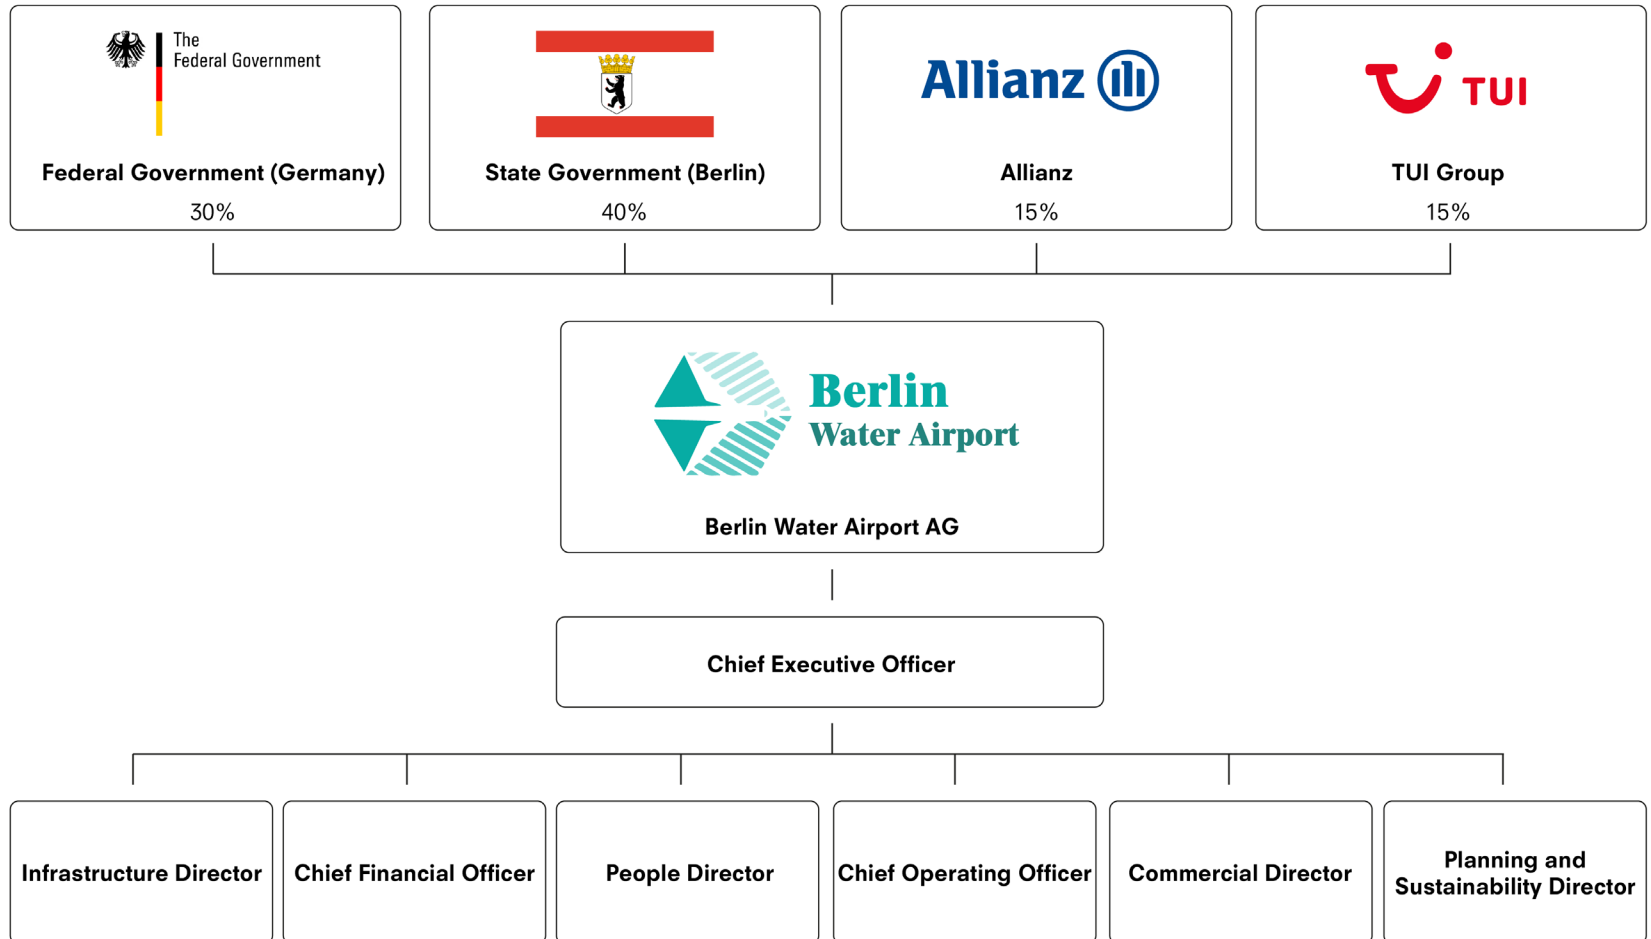 The
Federal Government
Federal Government (Germany)
30%
State Government (Berlin)
40%
Allianz
Allianz
15%
TUI
TUI Group
15%
Berlin
Water Airport
Berlin Water Airport AG
Chief Executive Officer
Infrastructure Director
Chief Financial Officer
People Director
Chief Operating Officer
Commercial Director
Planning and
Sustainability Director